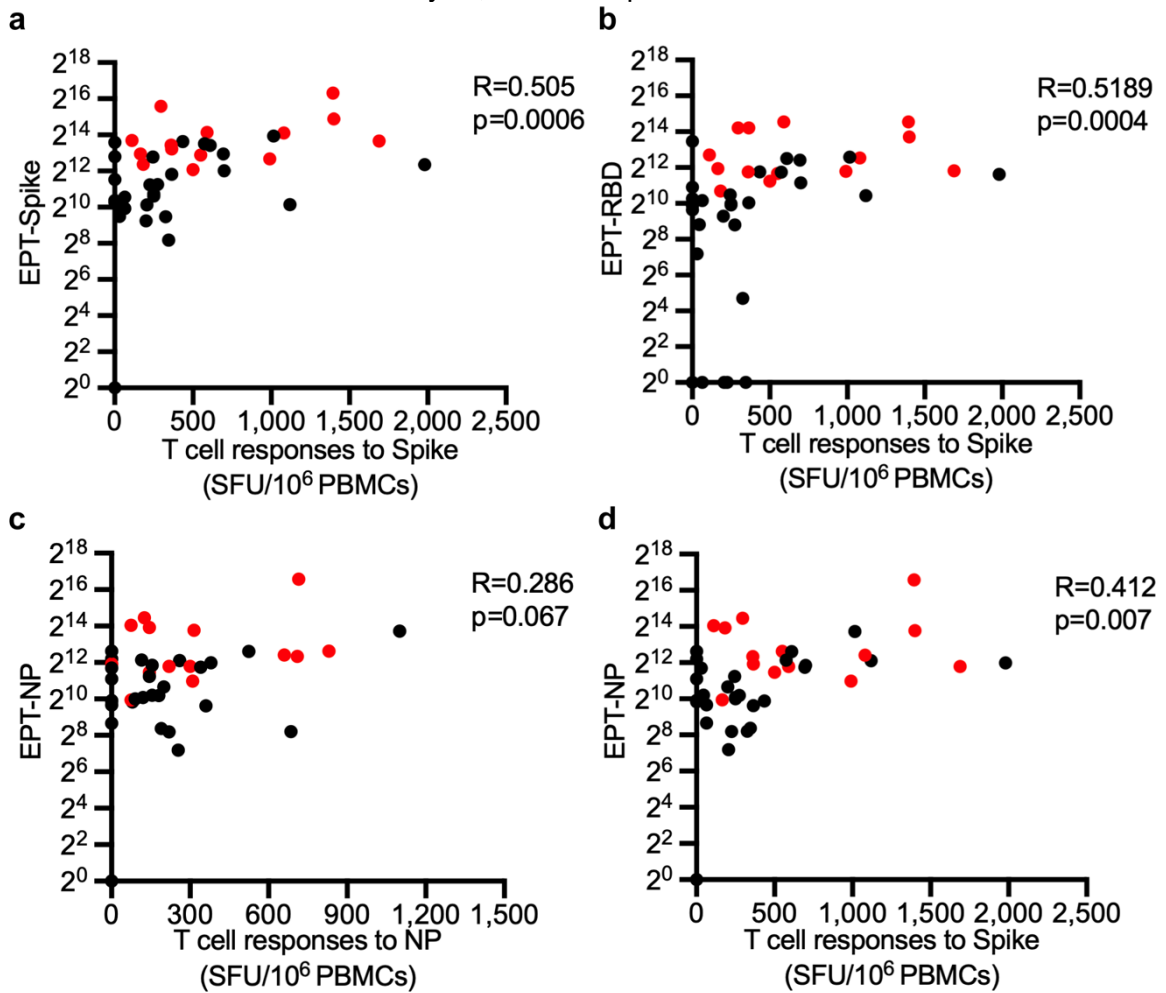 a
2^18
2^16
2^14
2^12
2^10
2^8
2^6
2^4
2^2
2^0
EPT-Spike
R=0.505
p=0.0006
0 500 1,000 1,500 2,000 2,500
T cell responses to Spike
(SFU/10^6 PBMCs)
b
2^18
2^16
2^14
2^12
2^10
2^8
2^6
2^4
2^2
2^0
EPT-RBD
R=0.5189
p=0.0004
0 500 1,000 1,500 2,000 2,500
T cell responses to Spike
(SFU/10^6 PBMCs)
c
2^18
2^16
2^14
2^12
2^10
2^8
2^6
2^4
2^2
2^0
EPT-NP
R=0.286
p=0.067
0 300 600 900 1,200 1,500
T cell responses to NP
(SFU/10^6 PBMCs)
d
2^18
2^16
2^14
2^12
2^10
2^8
2^6
2^4
2^2
2^0
EPT-NP
R=0.412
p=0.007
0 500 1,000 1,500 2,000 2,500
T cell responses to Spike
(SFU/10^6 PBMCs)